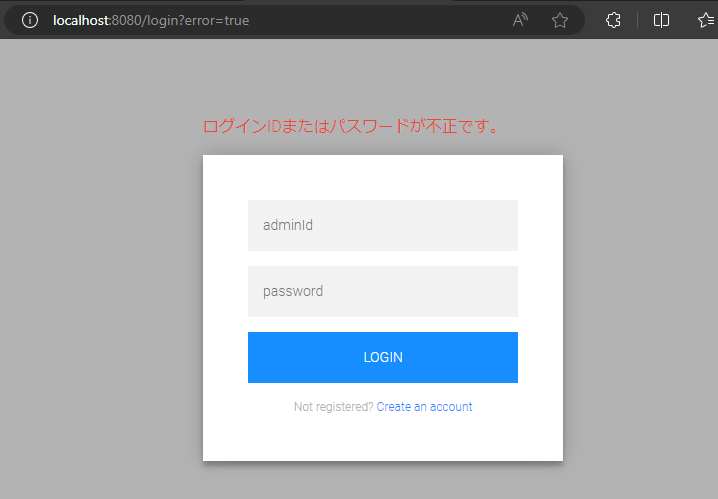 localhost:8080/login?error=true
ログインIDまたはパスワードが不正です。
adminId
password
LOGIN
Not registered? Create an account